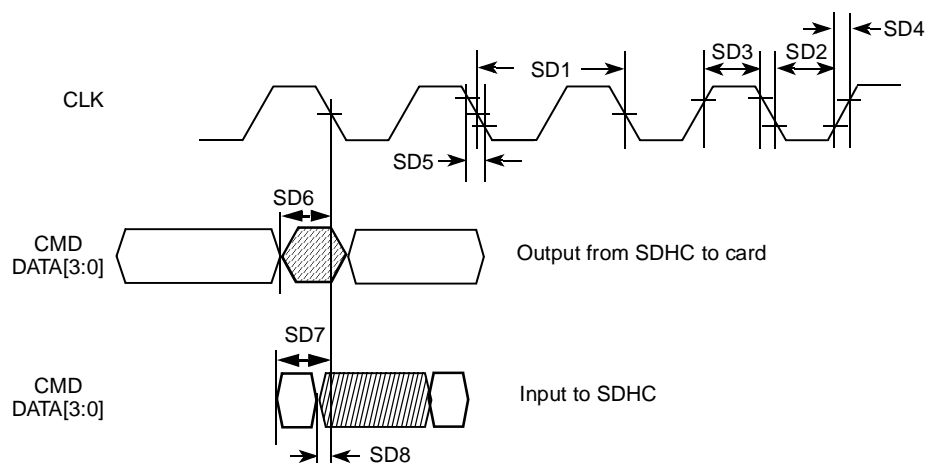 SD4
SD3
SD2
SD1
CLK
SD5
SD6
CMD
DATA[3:0]
Output from SDHC to card
SD7
CMD
DATA[3:0]
Input to SDHC
SD8